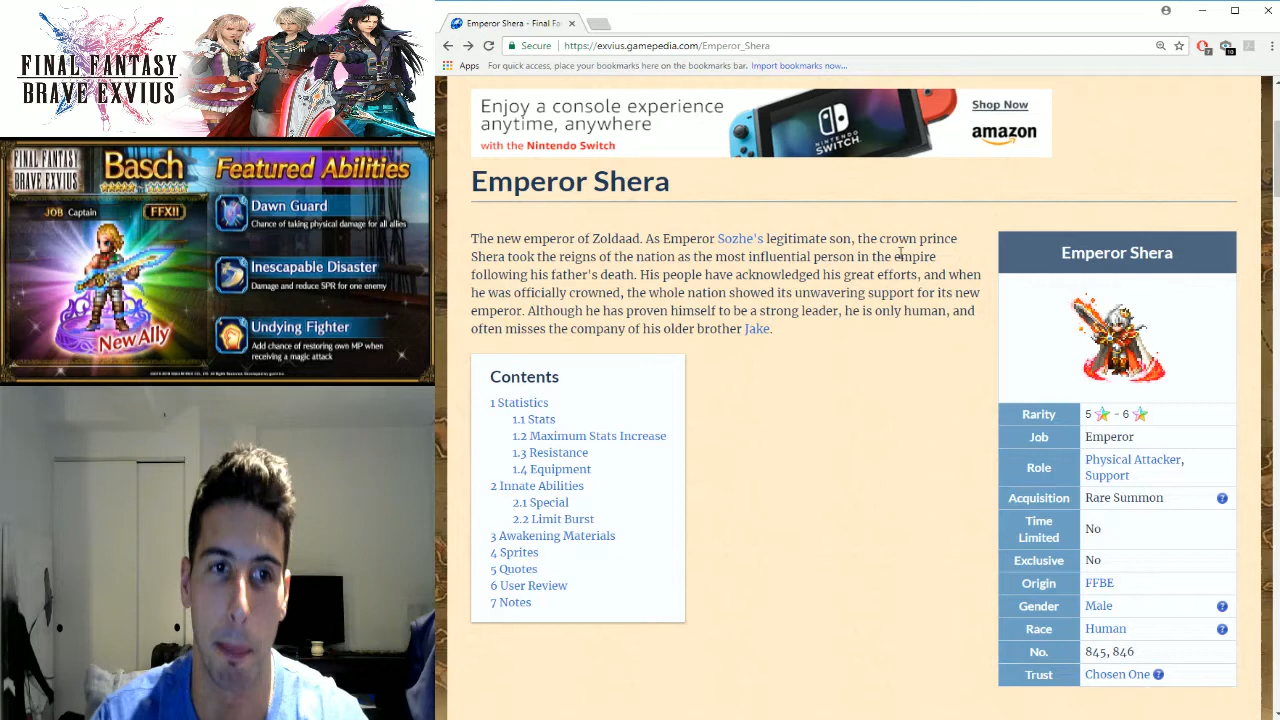 FINAL FANTASY
BRAVE EXVIUS
FINAL FANTASY
BRAVE EXVIUS
Basch
Featured Abilities
JOB Captain
FFXII
New Ally
Dawn Guard
Chance of taking physical damage for all allies
Inescapable Disaster
Damage and reduce SPR for one enemy
Undying Fighter
Add chance of restoring own MP when
receiving a magic attack
Emperor Shera - Final Fa
Secure
https://exvius.gamepedia.com/Emperor_Shera
Apps
For quick access, place your bookmarks here on the bookmarks bar. Import bookmarks now...
Enjoy a console experience
anytime, anywhere
with the Nintendo Switch
NINTENDO
SWITCH
Shop Now
amazon
Emperor Shera
The new emperor of Zoldaad. As Emperor Sozhe's legitimate son, the crown prince
Shera took the reigns of the nation as the most influential person in the empire
following his father's death. His people have acknowledged his great efforts, and when
he was officially crowned, the whole nation showed its unwavering support for its new
emperor. Although he has proven himself to be a strong leader, he is only human, and
often misses the company of his older brother Jake.
Contents
1 Statistics
1.1 Stats
1.2 Maximum Stats Increase
1.3 Resistance
1.4 Equipment
2 Innate Abilities
2.1 Special
2.2 Limit Burst
3 Awakening Materials
4 Sprites
5 Quotes
6 User Review
7 Notes
Emperor Shera
Rarity 5 - 6
Job Emperor
Role Physical Attacker,
Support
Acquisition Rare Summon ?
Time
Limited No
Exclusive No
Origin FFBE
Gender Male ?
Race Human ?
No. 845, 846
Trust Chosen One ?